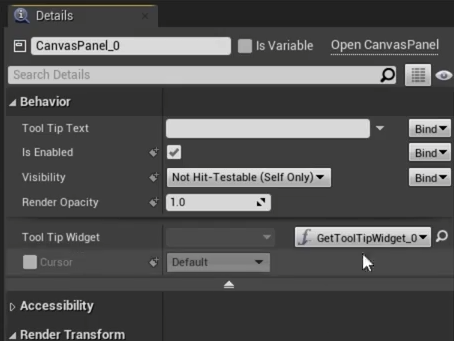 Details
CanvasPanel_0 Is Variable Open CanvasPanel
Search Details
Behavior
Tool Tip Text Bind
Is Enabled Bind
Visibility Not Hit-Testable (Self Only) Bind
Render Opacity 1.0
Tool Tip Widget GetToolTipWidget_0
Cursor Default
Accessibility
Render Transform